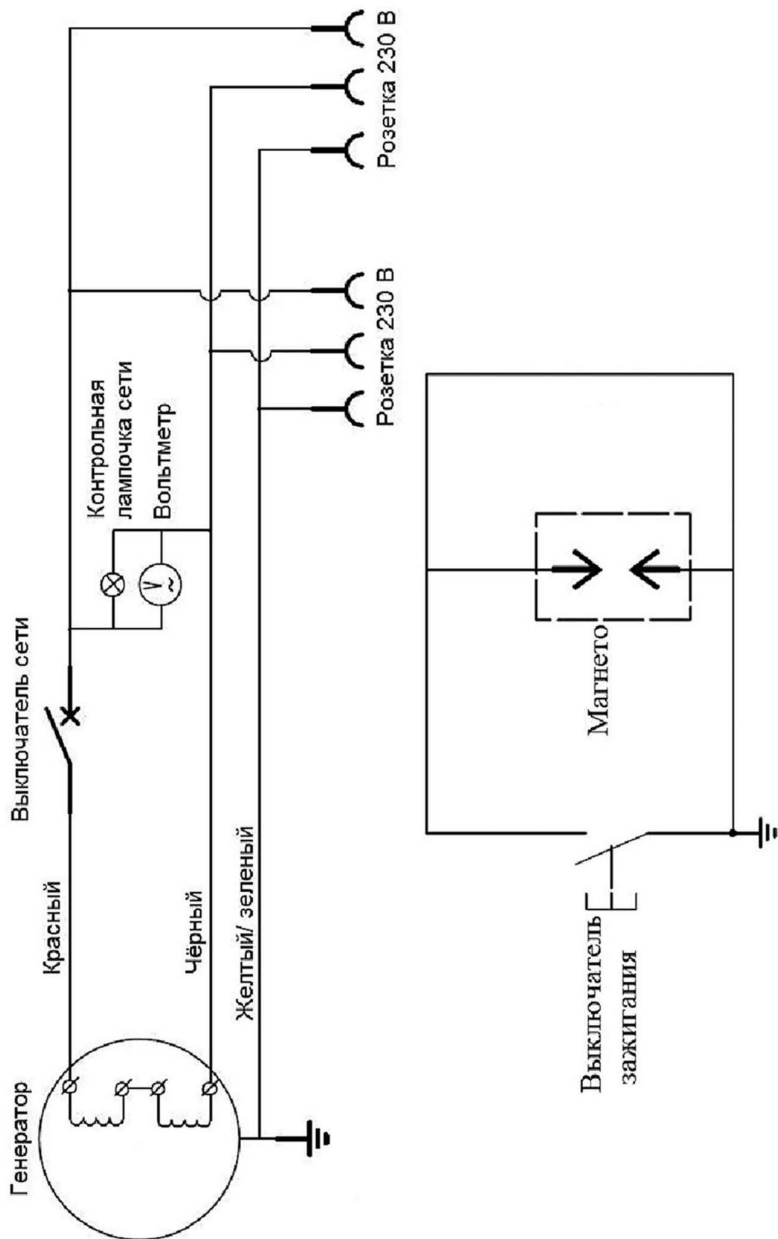 Генератор
Красный
Чёрный
Желтый/ зеленый
Выключатель сети
Контрольная
лампочка сети
Вольтметр
V
~
Розетка 230 В
Розетка 230 В
Выключатель
зажигания
Магнето